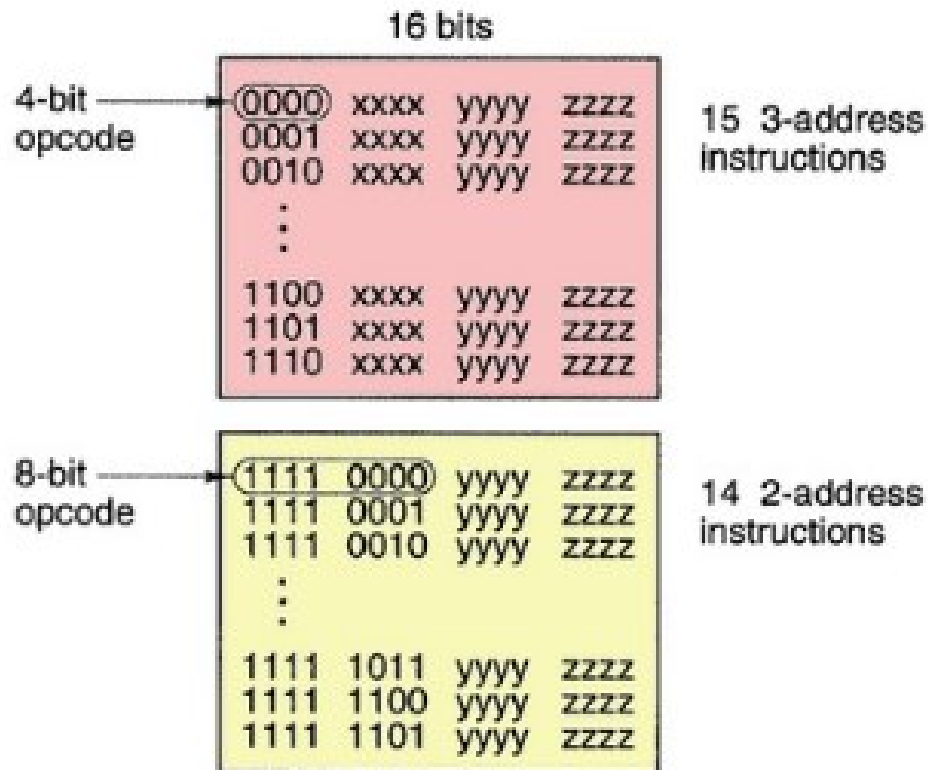 16 bits
4-bit
opcode
0000 xxxx yyyy zzzz
0001 xxxx yyyy zzzz
0010 xxxx yyyy zzzz
1100 xxxx yyyy zzzz
1101 xxxx yyyy zzzz
1110 xxxx yyyy zzzz
15 3-address
instructions
8-bit
opcode
1111 0000 yyyy zzzz
1111 0001 yyyy zzzz
1111 0010 yyyy zzzz
1111 1011 yyyy zzzz
1111 1100 yyyy zzzz
1111 1101 yyyy zzzz
14 2-address
instructions